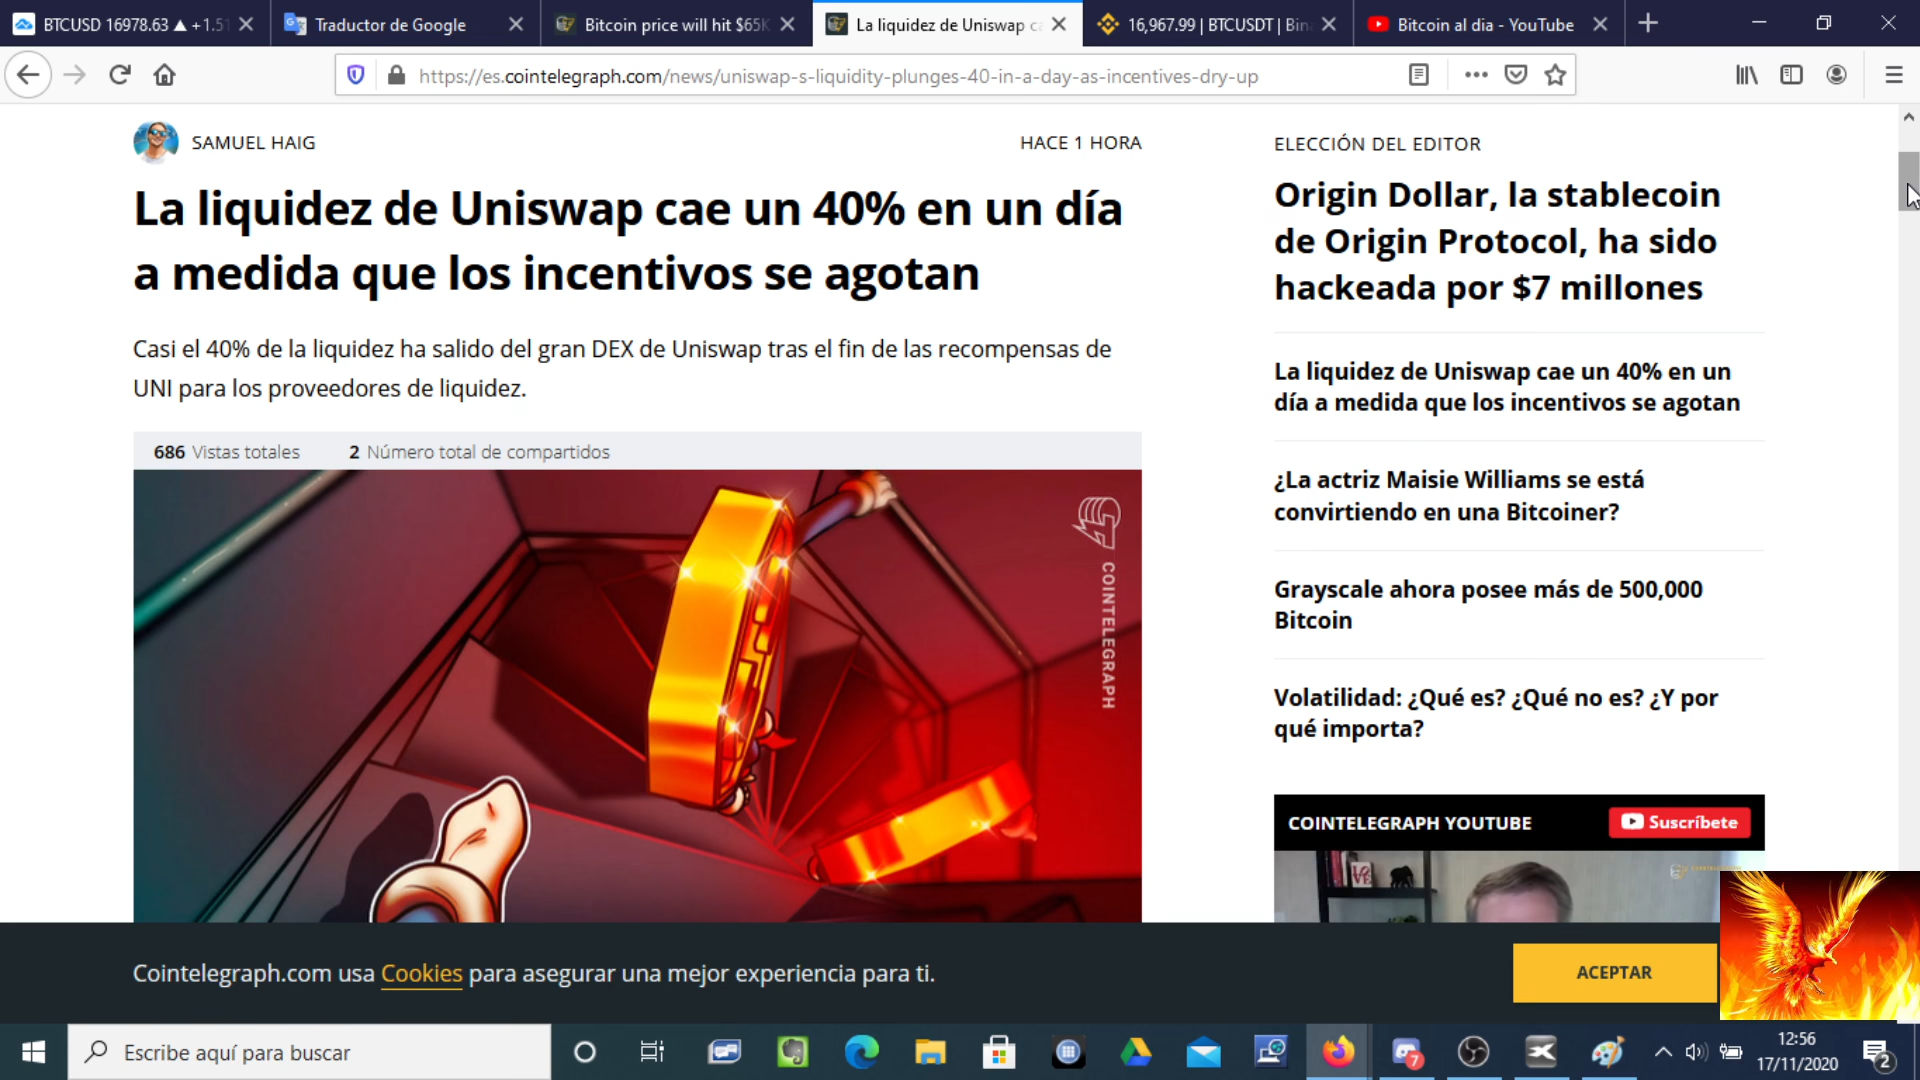 BTCUSD 16978.63 ▲ +1.51
Traductor de Google
Bitcoin price will hit $65K
La liquidez de Uniswap ca
16,967.99 | BTCUSDT | Bin
Bitcoin al dia - YouTube
https://es.cointelegraph.com/news/uniswap-s-liquidity-plunges-40-in-a-day-as-incentives-dry-up
SAMUEL HAIG
HACE 1 HORA
La liquidez de Uniswap cae un 40% en un día
a medida que los incentivos se agotan
Casi el 40% de la liquidez ha salido del gran DEX de Uniswap tras el fin de las recompensas de
UNI para los proveedores de liquidez.
686 Vistas totales
2 Número total de compartidos
COINTELEGRAPH
ELECCIÓN DEL EDITOR
Origin Dollar, la stablecoin
de Origin Protocol, ha sido
hackeada por $7 millones
La liquidez de Uniswap cae un 40% en un
día a medida que los incentivos se agotan
¿La actriz Maisie Williams se está
convirtiendo en una Bitcoiner?
Grayscale ahora posee más de 500,000
Bitcoin
Volatilidad: ¿Qué es? ¿Qué no es? ¿Y por
qué importa?
COINTELEGRAPH YOUTUBE
Suscríbete
Cointelegraph.com usa Cookies para asegurar una mejor experiencia para ti.
ACEPTAR
Escribe aquí para buscar
7
12:56
17/11/2020
2